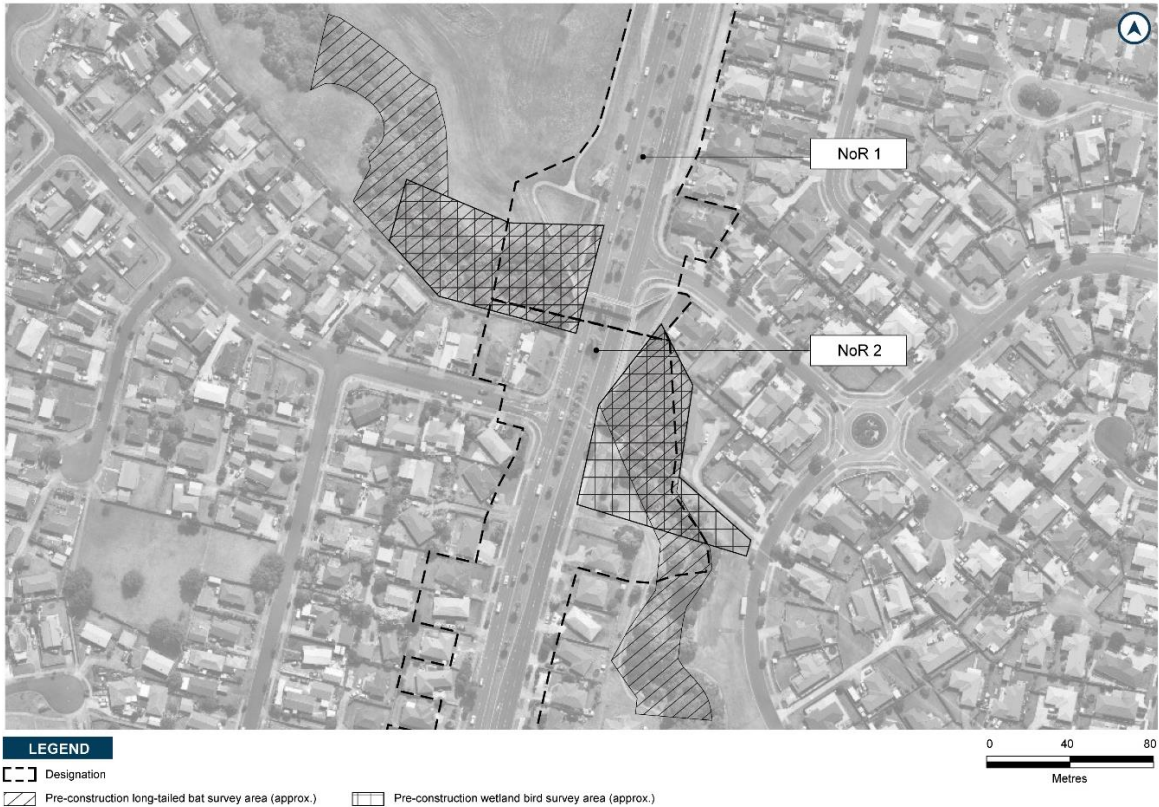 NoR 1
NoR 2
LEGEND
Designation
Pre-construction long-tailed bat survey area (approx.)
Pre-construction wetland bird survey area (approx.)
0 40 80
Metres